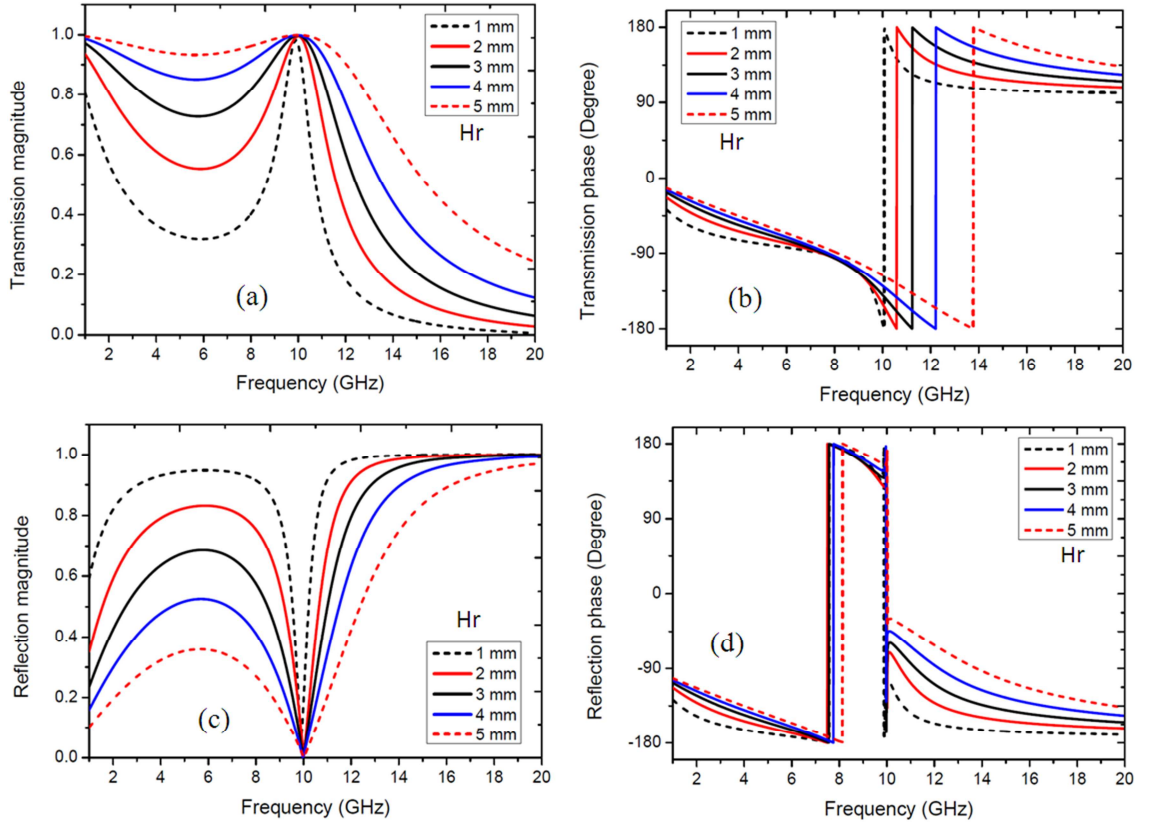 1.0
0.8
0.6
0.4
0.2
0.0
Transmission magnitude
1 mm
2 mm
3 mm
4 mm
5 mm
Hr
(a)
2 4 6 8 10 12 14 16 18 20
Frequency (GHz)
180
90
0
-90
-180
Transmission phase (Degree)
1 mm
2 mm
3 mm
4 mm
5 mm
Hr
(b)
2 4 6 8 10 12 14 16 18 20
Frequency (GHz)
1.0
0.8
0.6
0.4
0.2
0.0
Reflection magnitude
Hr
1 mm
2 mm
3 mm
4 mm
5 mm
(c)
2 4 6 8 10 12 14 16 18 20
Frequency (GHz)
180
90
0
-90
-180
Reflection phase (Degree)
1 mm
2 mm
3 mm
4 mm
5 mm
Hr
(d)
2 4 6 8 10 12 14 16 18 20
Frequency (GHz)